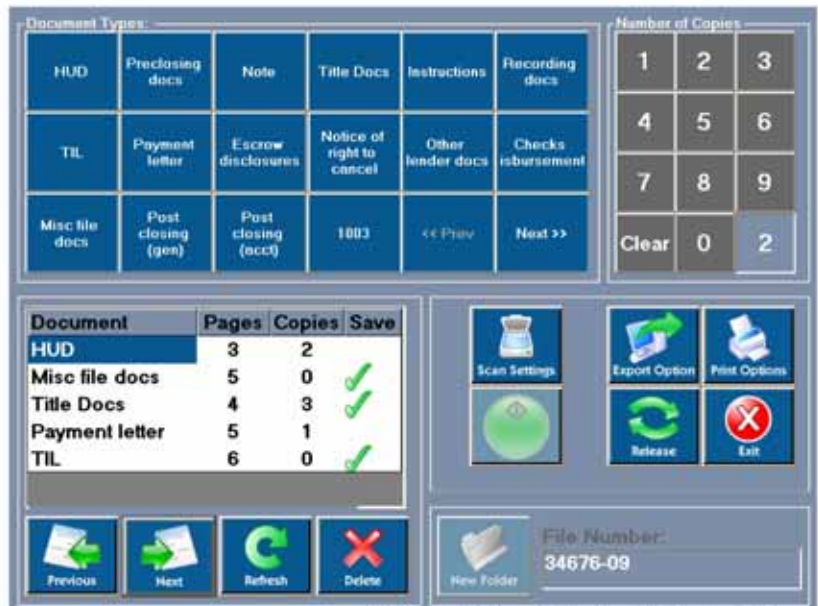 Document Types:
Number of Copies
HUD
Preclosing
docs
Note
Title Docs
Instructions
Recording
docs
1 2 3
TIL
Payment
letter
Escrow
disclosures
Notice of
right to
cancel
Other
lender docs
Checks
isbursement
4 5 6
7 8 9
Misc file
docs
Post
closing
(gen)
Post
closing
(acct)
1003
<< Prev
Next >>
Clear 0 2
Document Pages Copies Save
HUD 3 2
Misc file docs 5 0
Title Docs 4 3
Payment letter 5 1
TIL 6 0
Scan Settings
Export Option
Print Options
Release
Exit
Previous
Next
Refresh
Delete
New Folder
File Number:
34676-09